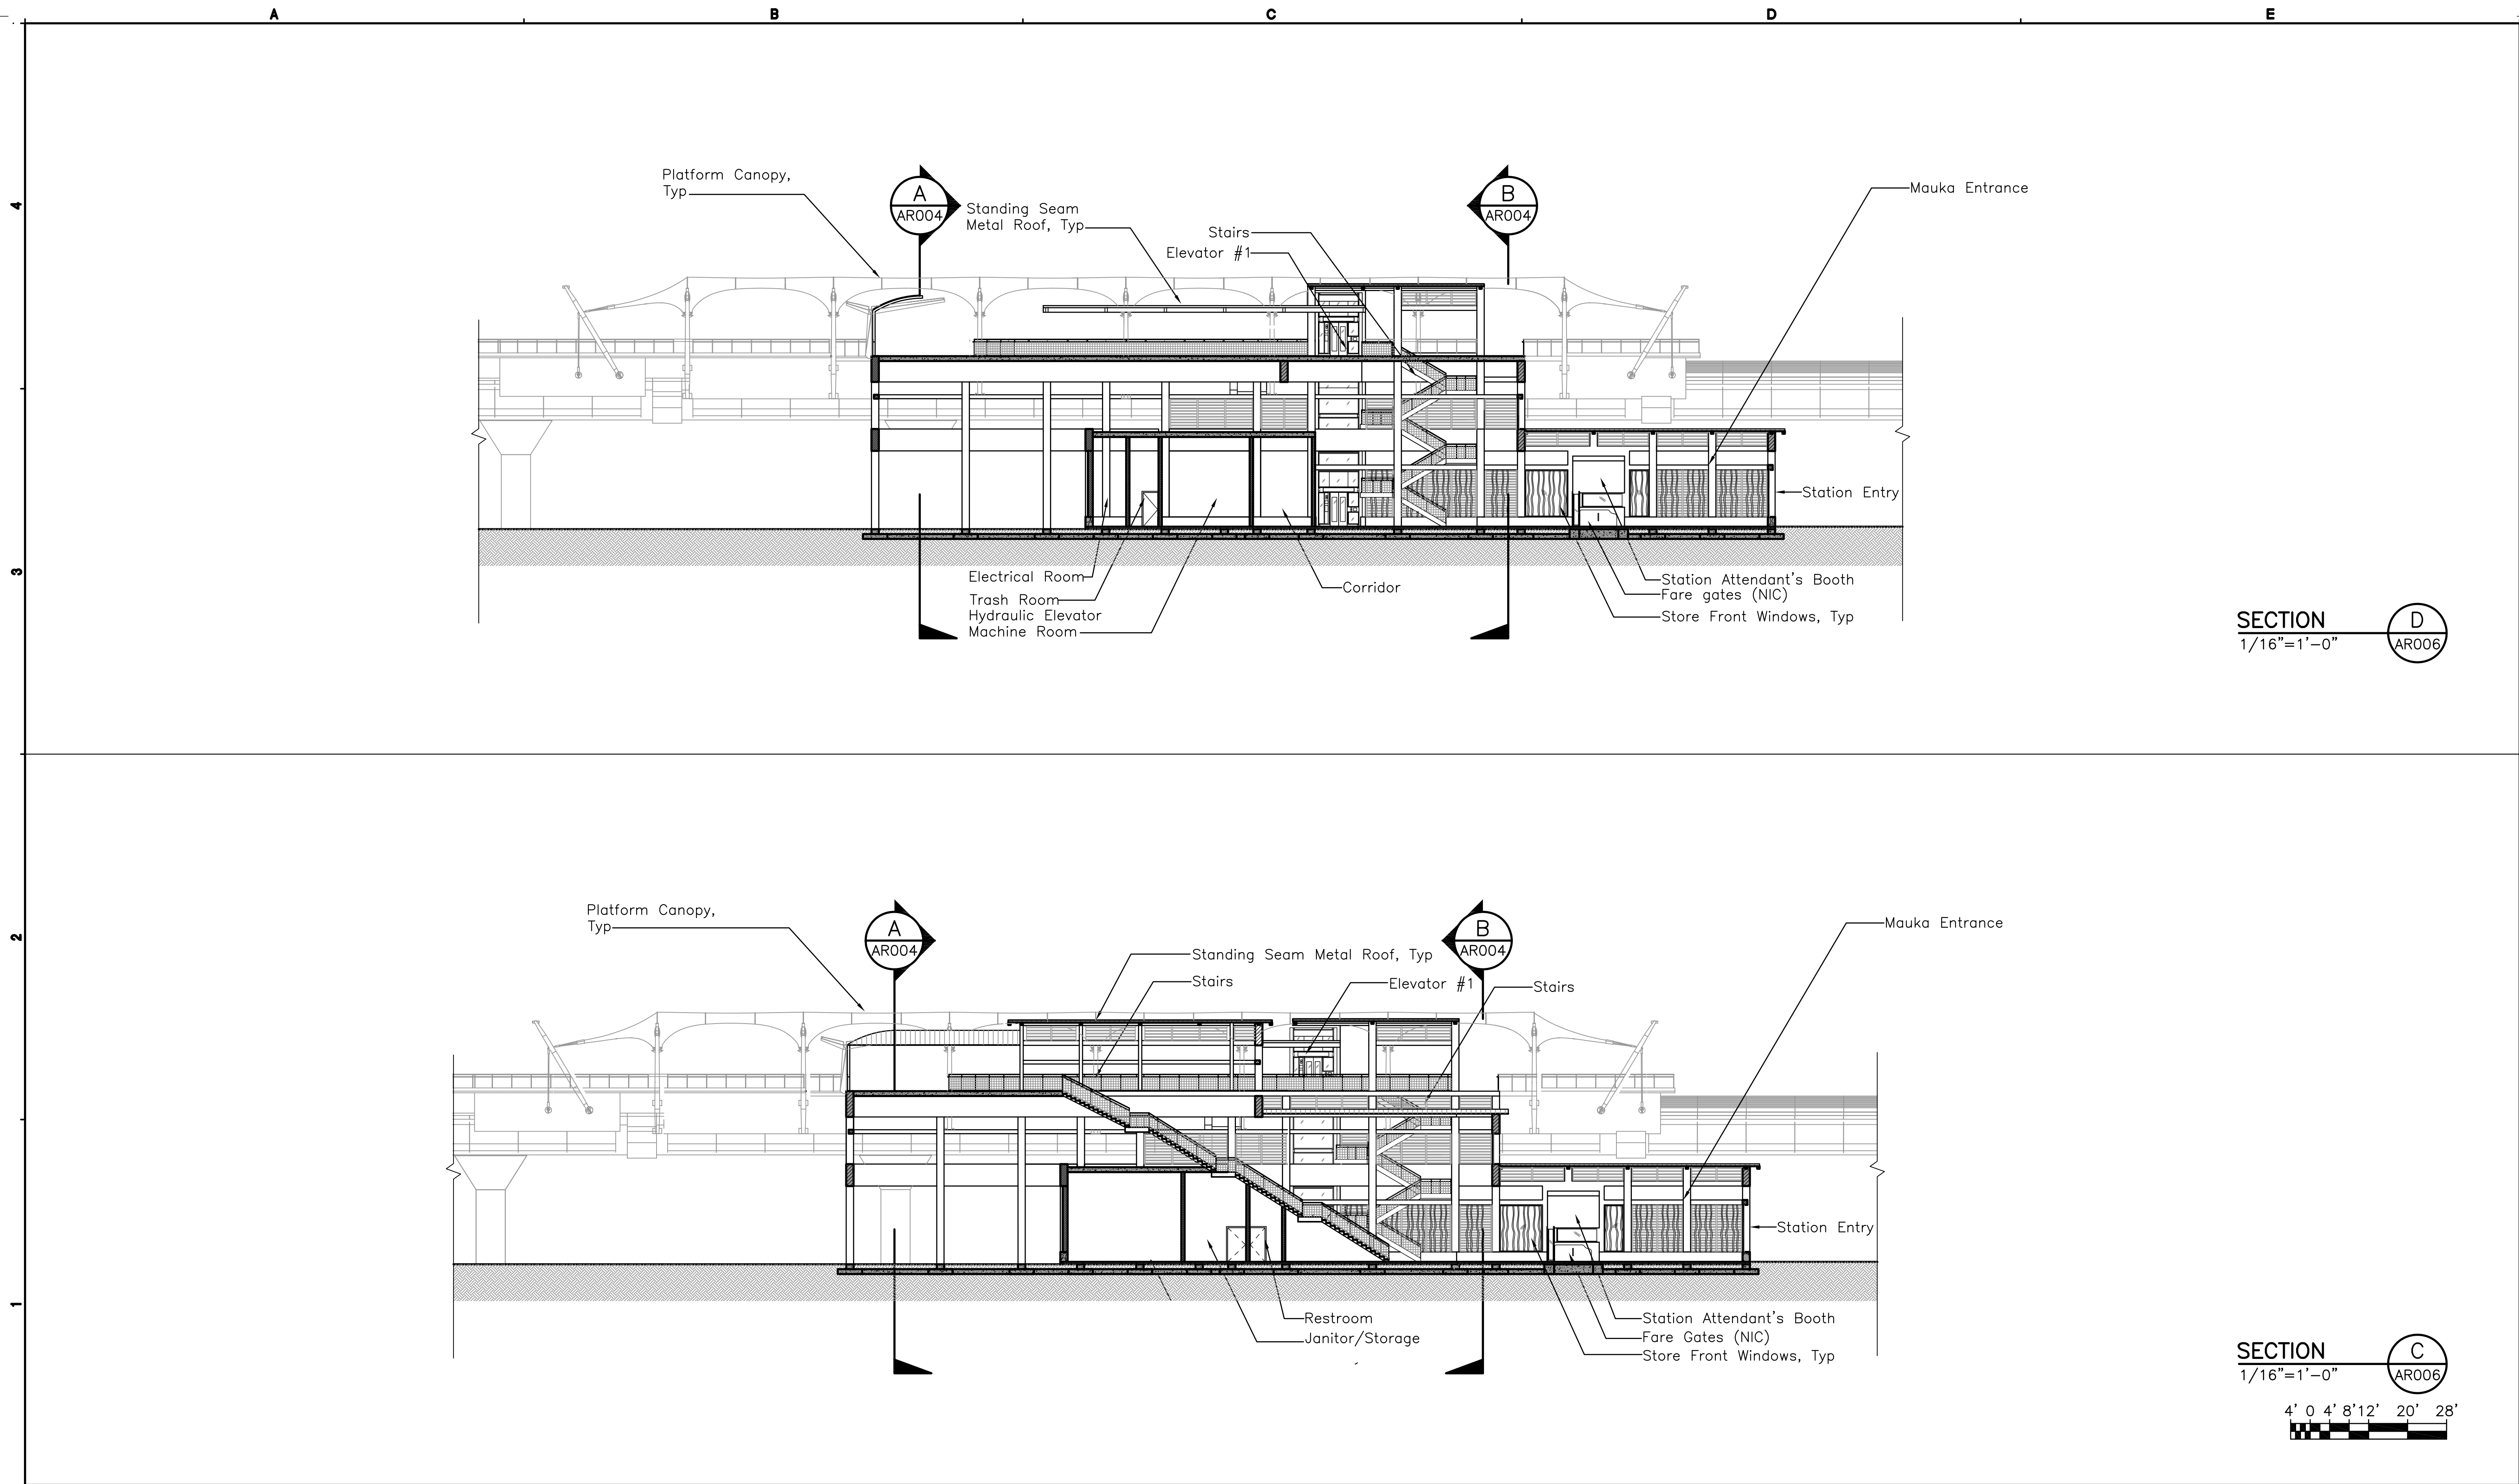 A B C D E
4
Platform Canopy,
Typ
A
AR004
Standing Seam
Metal Roof, Typ
Stairs
Elevator #1
B
AR004
Mauka Entrance
Station Entry
3
Electrical Room
Trash Room
Hydraulic Elevator
Machine Room
Corridor
Station Attendant's Booth
Fare gates (NIC)
Store Front Windows, Typ
SECTION
1/16"=1'-0"
D
AR006
2
Platform Canopy,
Typ
A
AR004
Standing Seam Metal Roof, Typ
Stairs
Elevator #1
B
AR004
Stairs
Mauka Entrance
Station Entry
1
Restroom
Janitor/Storage
Station Attendant's Booth
Fare Gates (NIC)
Store Front Windows, Typ
SECTION
1/16"=1'-0"
C
AR006
4' 0 4' 8' 12' 20' 28'